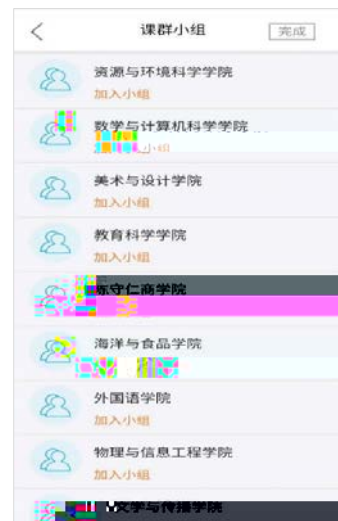 课群小组
完成
资源与环境科学学院
加入小组
数学与计算机科学学院
小组
美术与设计学院
加入小组
教育科学学院
加入小组
陈守仁商学院
海洋与食品学院
外国语学院
加入小组
物理与信息工程学院
加入小组
文学与传播学院